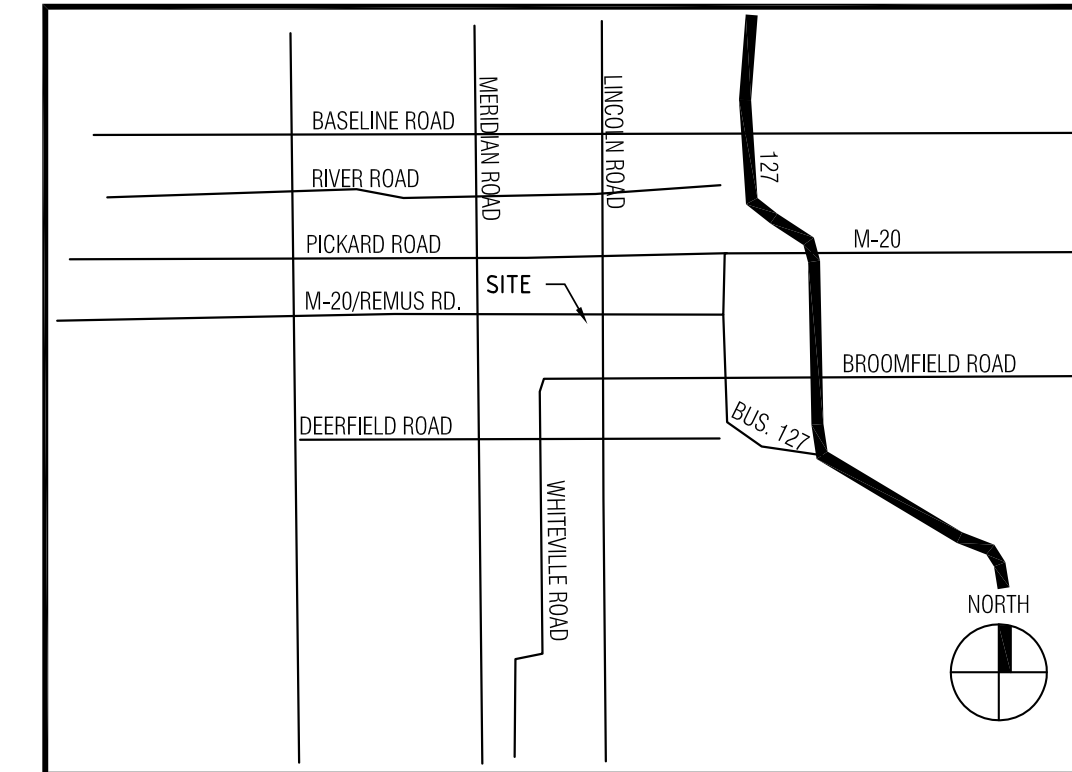 BASELINE ROAD
MERIDIAN ROAD
LINCOLN ROAD
127
RIVER ROAD
PICKARD ROAD
M-20
SITE
M-20/REMUS RD.
BROOMFIELD ROAD
DEERFIELD ROAD
BUS. 127
WHITEVILLE ROAD
NORTH